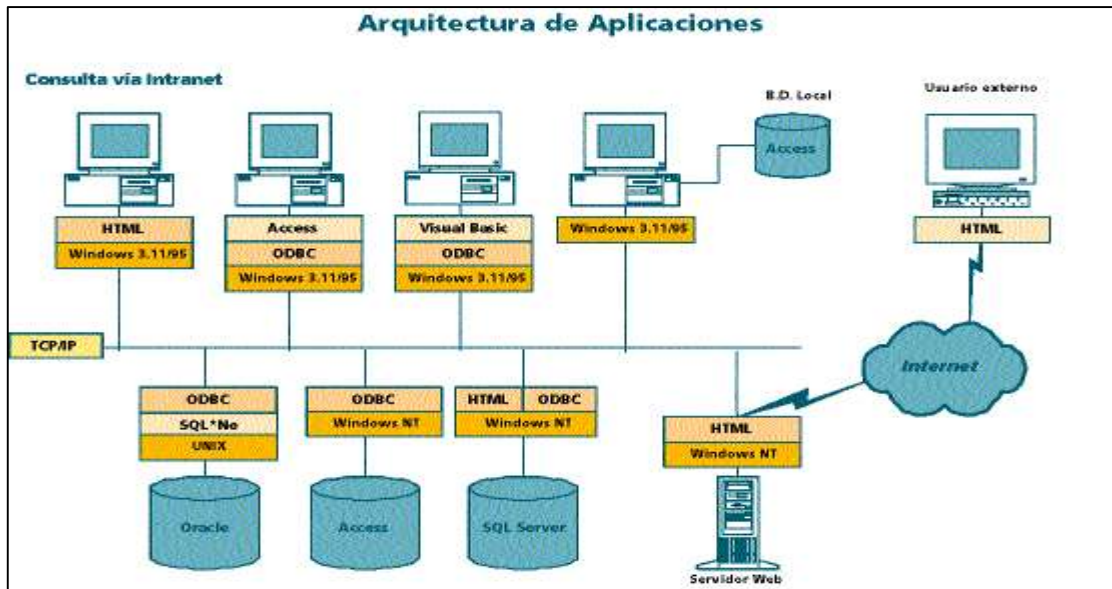 Arquitectura de Aplicaciones
Consulta vía Intranet
B.D. Local
Usuario externo
Access
HTML
Windows 3.11/95
Access
ODBC
Windows 3.11/95
Visual Basic
ODBC
Windows 3.11/95
Windows 3.11/95
HTML
TCP/IP
Internet
ODBC
SQL*Ne
UNIX
ODBC
Windows NT
HTML
ODBC
Windows NT
HTML
Windows NT
Oracle
Access
SQL Server
Servidor Web